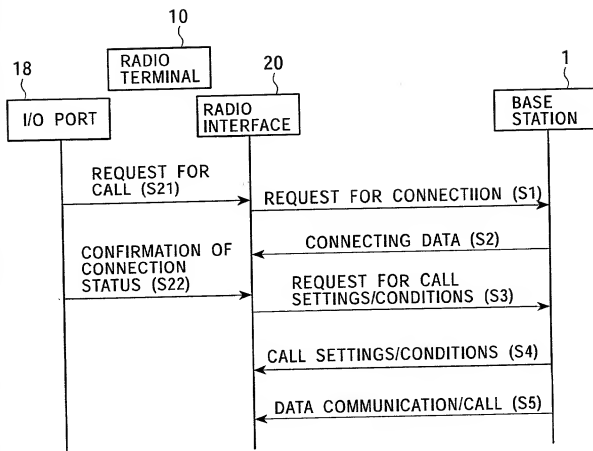 10
RADIO
TERMINAL
18
I/O PORT
20
RADIO
INTERFACE
1
BASE
STATION
REQUEST FOR
CALL (S21)
REQUEST FOR CONNECTIION (S1)
CONNECTING DATA (S2)
CONFIRMATION OF
CONNECTION
STATUS (S22)
REQUEST FOR CALL
SETTINGS/CONDITIONS (S3)
CALL SETTINGS/CONDITIONS (S4)
DATA COMMUNICATION/CALL (S5)